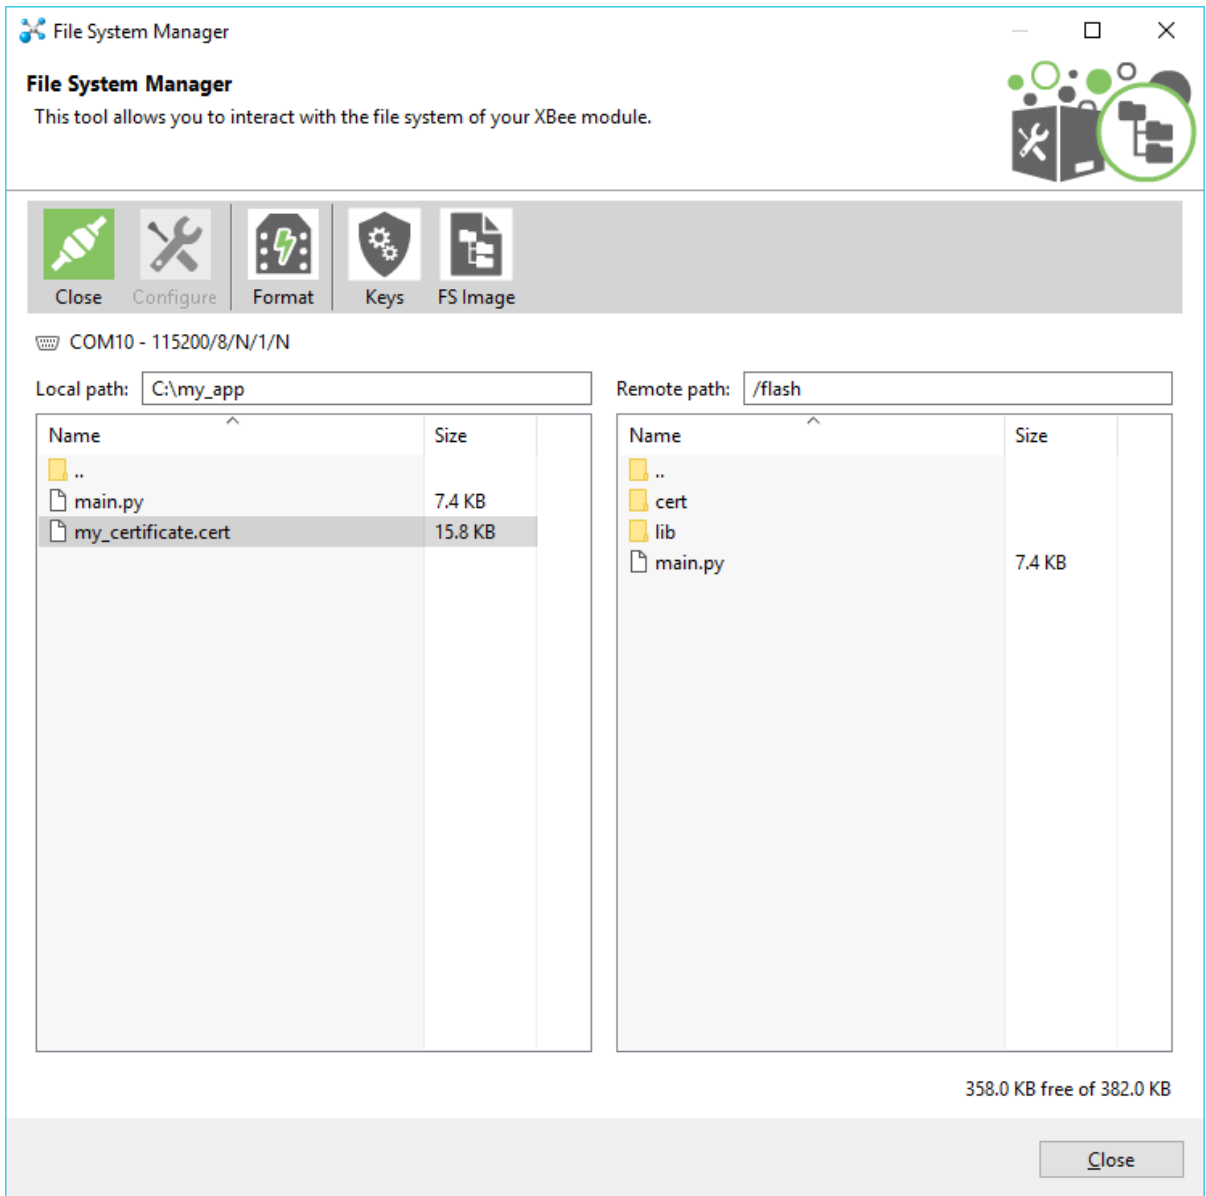 File System Manager
File System Manager
This tool allows you to interact with the file system of your XBee module.
Close Configure Format Keys FS Image
COM10 - 115200/8/N/1/N
Local path: C:\my_app Remote path: /flash
Name Size Name Size
.. ..
main.py 7.4 KB cert
my_certificate.cert 15.8 KB lib
main.py 7.4 KB
358.0 KB free of 382.0 KB
Close